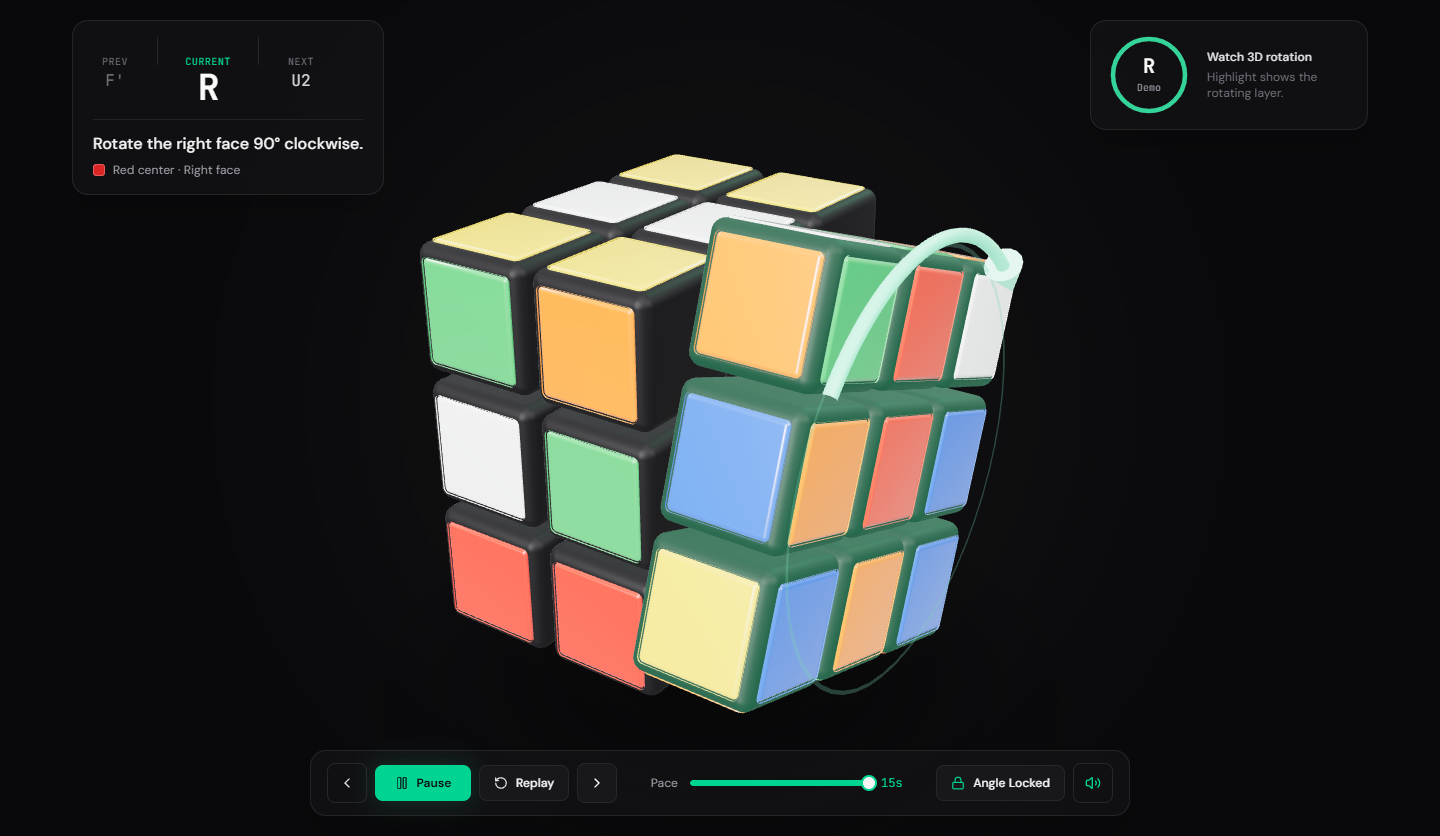 PREV
F'
CURRENT
R
NEXT
U2
Rotate the right face 90° clockwise.
Red center · Right face
R
Demo
Watch 3D rotation
Highlight shows the
rotating layer.
Pause
Replay
Pace
15s
Angle Locked